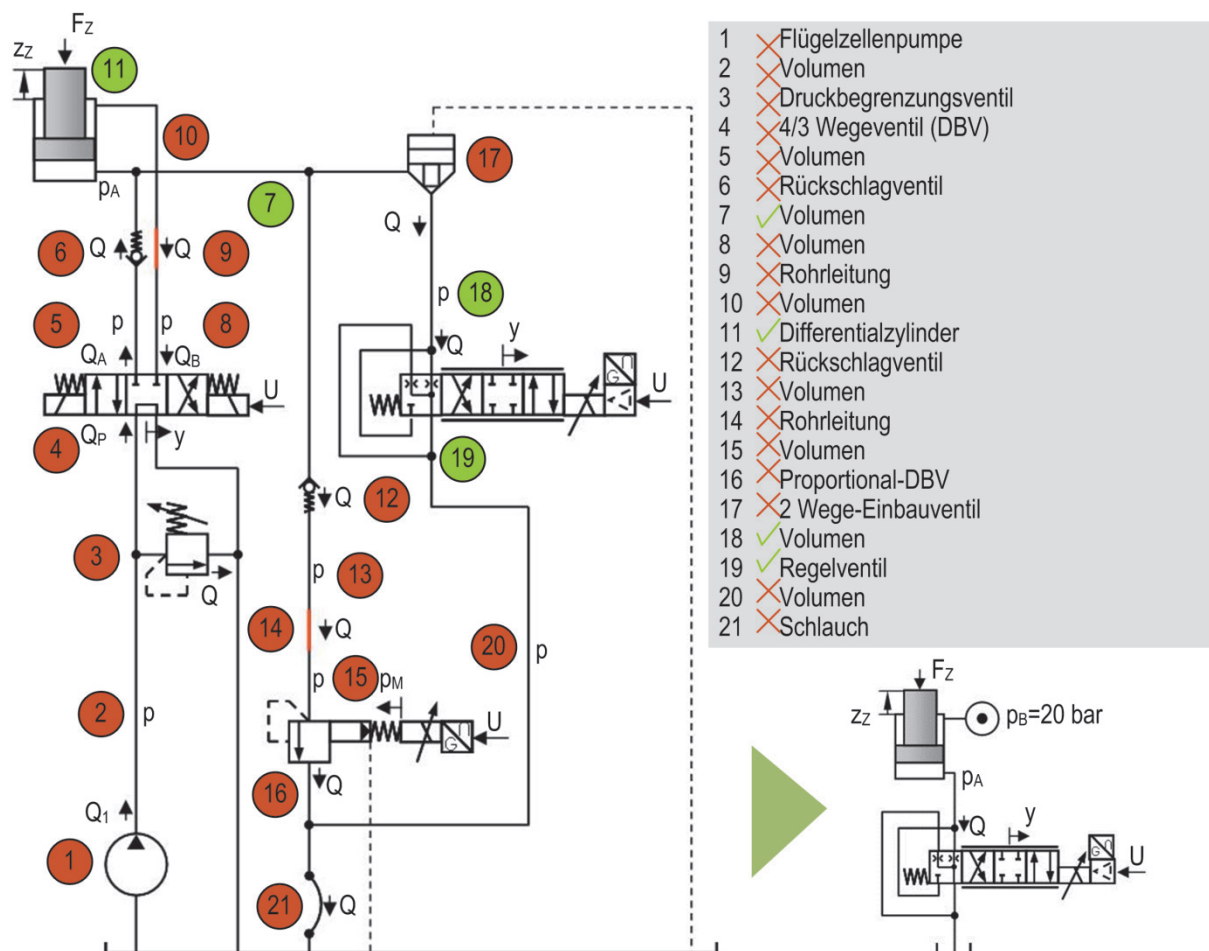 1 Flügelzellenpumpe
2 Volumen
3 Druckbegrenzungsventil
4 4/3 Wegeventil (DBV)
5 Volumen
6 Rückschlagventil
7 Volumen
8 Volumen
9 Rohrleitung
10 Volumen
11 Differentialzylinder
12 Rückschlagventil
13 Volumen
14 Rohrleitung
15 Volumen
16 Proportional-DBV
17 2 Wege-Einbauventil
18 Volumen
19 Regelventil
20 Volumen
21 Schlauch
FZ
zZ
11
10
17
pA
7
Q
6
Q
Q
9
18
p
5
p
p
8
Q
y
QA
QB
U
G
U
4
QP
y
19
12
Q
3
Q
p
13
14
Q
20
p
2
p
p
15
pM
U
G
16
Q
Q1
1
21
Q
FZ
zZ
pB=20 bar
pA
Q
y
G
U